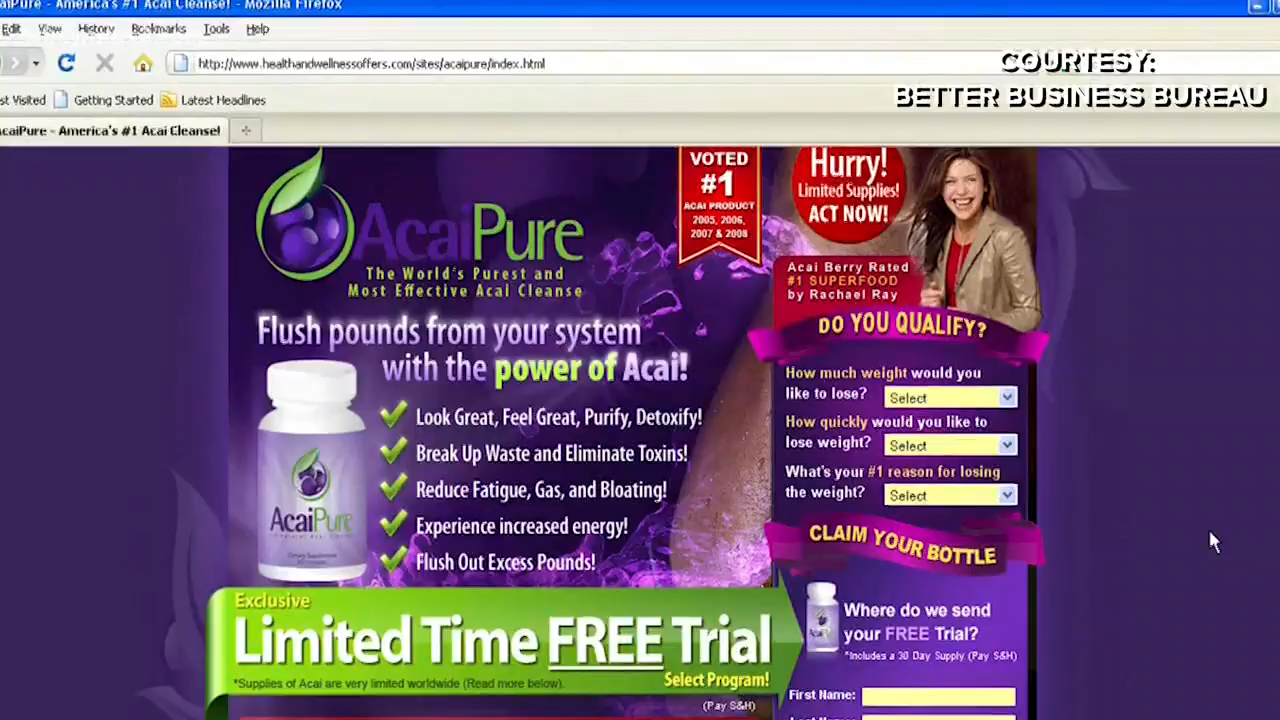 aiPure - America's #1 Acai Cleanse! - Mozilla Firefox
Edit View History Bookmarks Tools Help
http://www.healthandwellnessoffers.com/sites/acaipure/index.html
COURTESY:
BETTER BUSINESS BUREAU
st Visited Getting Started Latest Headlines
caiPure - America's #1 Acai Cleanse!
AcaiPure
The World's Purest and
Most Effective Acai Cleanse
VOTED
#1
ACAI PRODUCT
2005, 2006,
2007 & 2008
Hurry!
Limited Supplies!
ACT NOW!
Acai Berry Rated
#1 SUPERFOOD
by Rachael Ray
Flush pounds from your system
with the power of Acai!
Look Great, Feel Great, Purify, Detoxify!
Break Up Waste and Eliminate Toxins!
Reduce Fatigue, Gas, and Bloating!
Experience increased energy!
Flush Out Excess Pounds!
AcaiPure
Dietary Supplement
DO YOU QUALIFY?
How much weight would you
like to lose? Select
How quickly would you like to
lose weight? Select
What's your #1 reason for losing
the weight? Select
CLAIM YOUR BOTTLE
Where do we send
your FREE Trial?
*Includes a 30 Day Supply (Pay S&H)
First Name:
Exclusive
Limited Time FREE Trial
*Supplies of Acai are very limited worldwide (Read more below).
Select Program!
(Pay S&H)